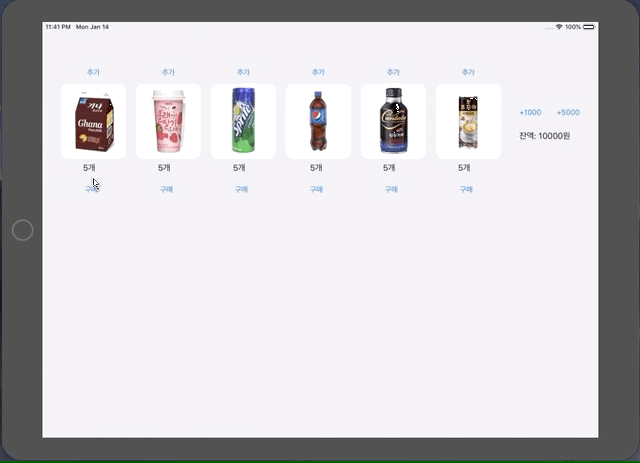 11:41 PM Mon Jan 14
100%
추가 추가 추가 추가 추가 추가
Ghana
Sprite
+1000 +5000
잔액: 10000원
5개 5개 5개 5개 5개 5개
구매 구매 구매 구매 구매 구매